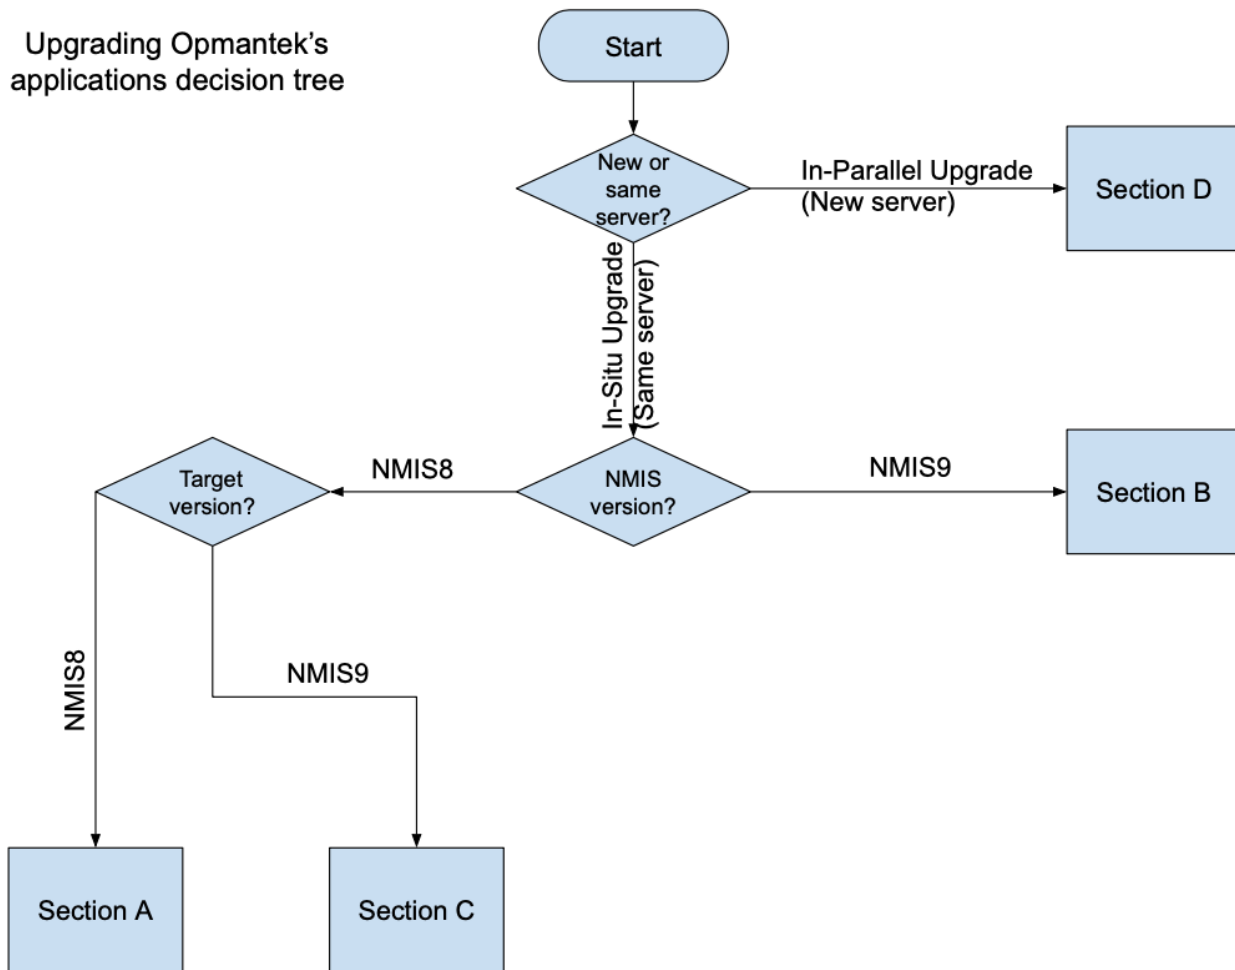 Upgrading Opmantek’s
applications decision tree
Start
New or
same
server?
In-Parallel Upgrade
(New server)
Section D
In-Situ Upgrade
(Same server)
Target
version?
NMIS8
NMIS
version?
NMIS9
Section B
NMIS8
NMIS9
Section A
Section C